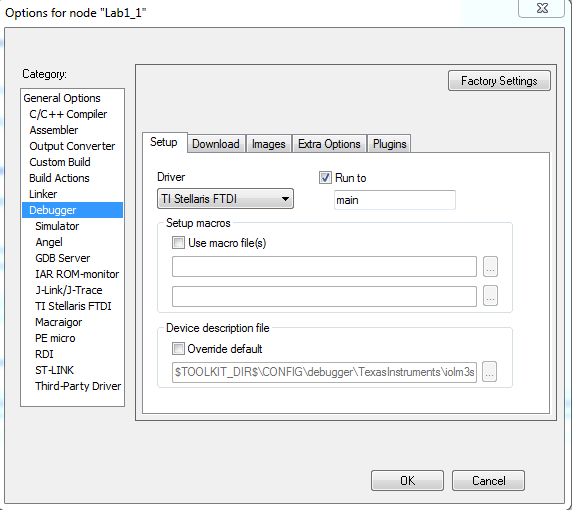 Options for node "Lab1_1"
Category:
Factory Settings
General Options
C/C++ Compiler
Assembler
Output Converter
Custom Build
Build Actions
Linker
Debugger
Simulator
Angel
GDB Server
IAR ROM-monitor
J-Link/J-Trace
TI Stellaris FTDI
Macraigor
PE micro
RDI
ST-LINK
Third-Party Driver
Setup Download Images Extra Options Plugins
Driver
TI Stellaris FTDI
Run to
main
Setup macros
Use macro file(s)
...
...
Device description file
Override default
$TOOLKIT_DIR$\CONFIG\debugger\TexasInstruments\iolm3s
...
OK Cancel